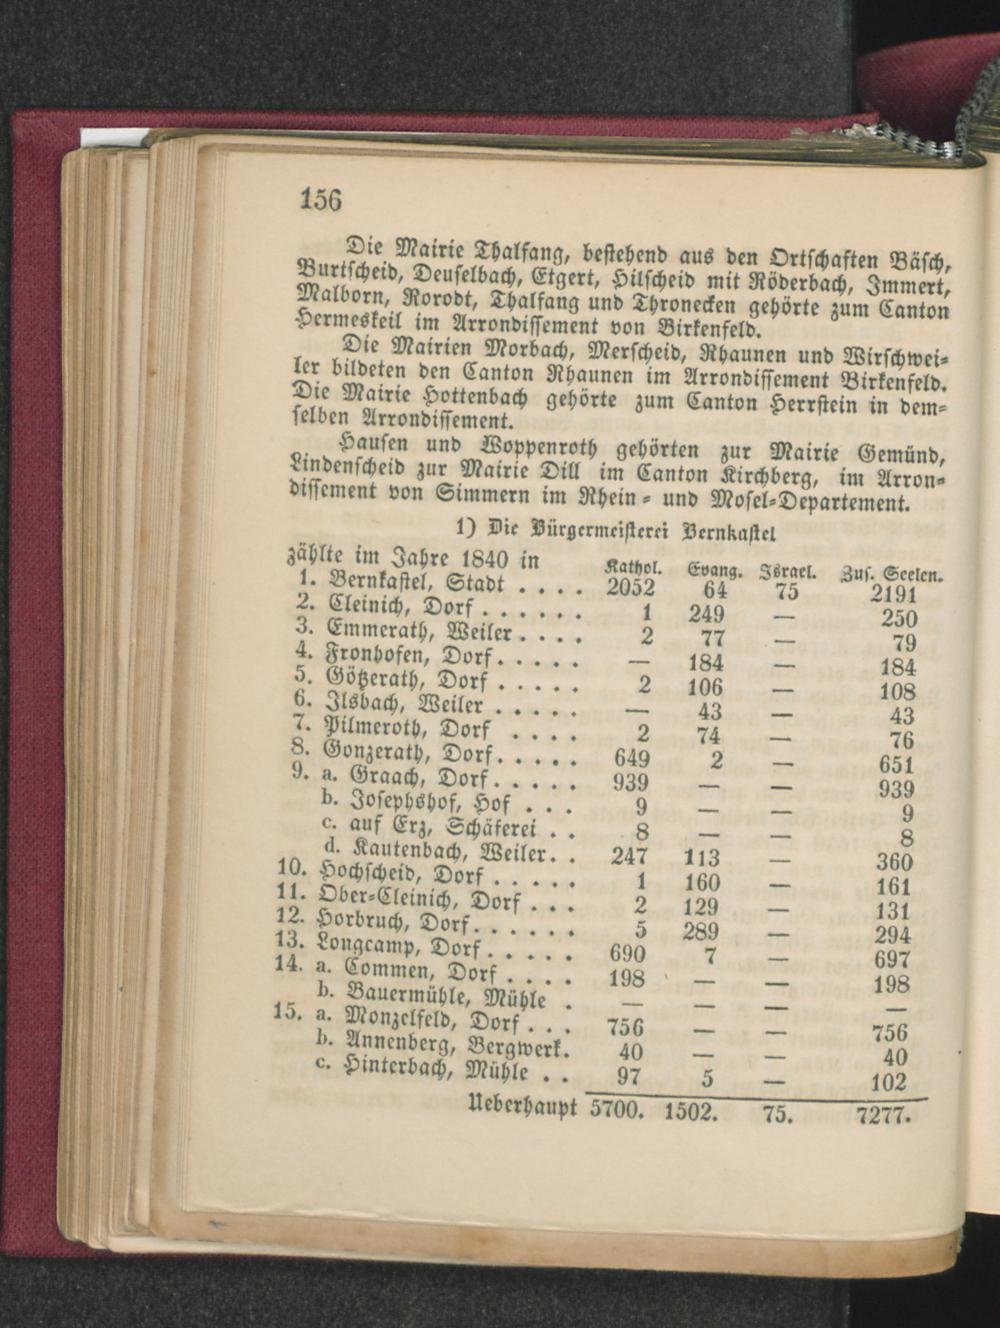 156
Die Mairie Thalfang, bestehend aus den Ortschaften Bäsch,
Burtscheid, Deuselbach, Etgert, Hilscheid mit Röderbach, Immert,
Malborn, Rorodt, Thalfang und Thronecken gehörte zum Canton
Hermeskeil im Arrondissement von Birkenfeld.
Die Mairien Morbach, Merscheid, Rhaunen und Wirschwei-
ler bildeten den Canton Rhaunen im Arrondissement Birkenfeld.
Die Mairie Hottenbach gehörte zum Canton Herrstein in dem-
selben Arrondissement.
Hausen und Woppenroth gehörten zur Mairie Gemünd,
Lindenscheid zur Mairie Dill im Canton Kirchberg, im Arron-
dissement von Simmern im Rhein- und Mosel-Departement.
1) Die Bürgermeisterei Bernkastel
zählte im Jahre 1840 in Kathol. Evang. Israel. Zus. Seelen.
1. Bernkastel, Stadt . . . . 2052 64 75 2191
2. Cleinich, Dorf . . . . . . 1 249 — 250
3. Emmerath, Weiler . . . . 2 77 — 79
4. Fronhofen, Dorf . . . . . — 184 — 184
5. Götzerath, Dorf . . . . . 2 106 — 108
6. Ilsbach, Weiler . . . . . — 43 — 43
7. Pilmeroth, Dorf . . . . 2 74 — 76
8. Gonzerath, Dorf . . . . . 649 2 — 651
9. a. Graach, Dorf . . . . . 939 — — 939
b. Josephshof, Hof . . . 9 — — 9
c. auf Erz, Schäferei . . 8 — — 8
d. Kautenbach, Weiler. . 247 113 — 360
10. Hochscheid, Dorf . . . . . 1 160 — 161
11. Ober-Cleinich, Dorf . . . 2 129 — 131
12. Horbruch, Dorf . . . . . . 5 289 — 294
13. Longcamp, Dorf . . . . . 690 7 — 697
14. a. Commen, Dorf . . . . 198 — — 198
b. Bauermühle, Mühle . — — — —
15. a. Monzelfeld, Dorf . . . 756 — — 756
b. Annenberg, Bergwerk. 40 — — 40
c. Hinterbach, Mühle . . 97 5 — 102
Ueberhaupt 5700. 1502. 75. 7277.